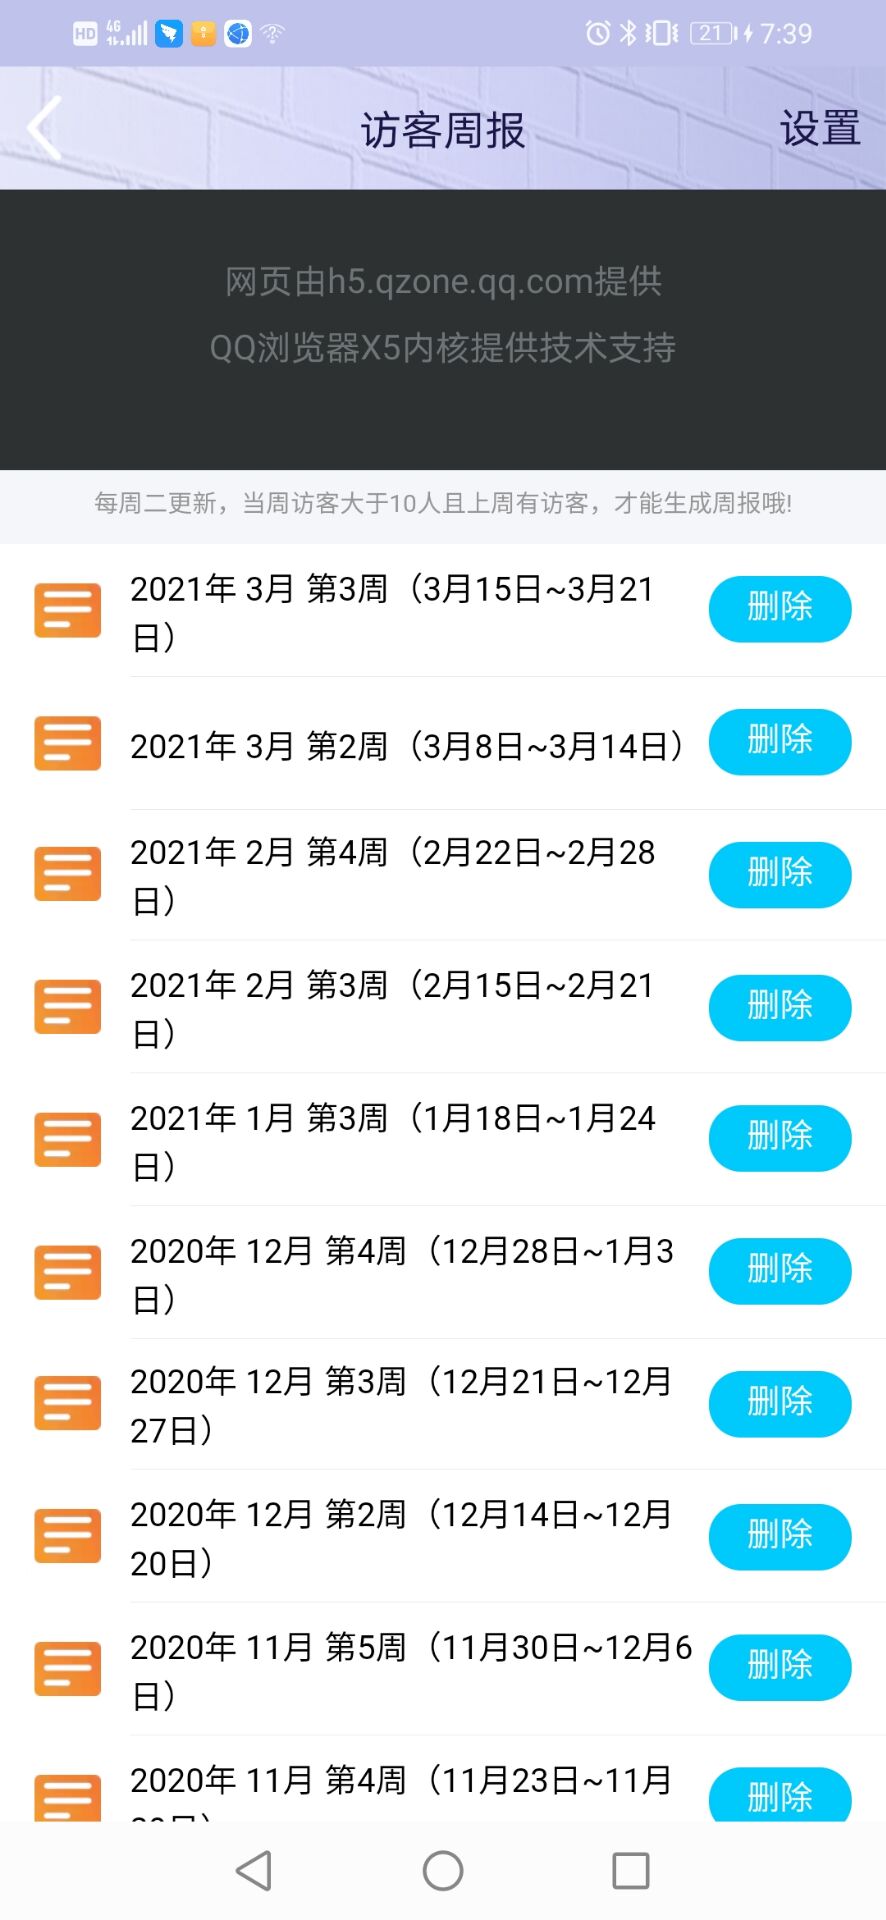 HD 4G 21 7:39
访客周报 设置
网页由h5.qzone.qq.com提供
QQ浏览器X5内核提供技术支持
每周二更新，当周访客大于10人且上周有访客，才能生成周报哦!
2021年 3月 第3周（3月15日~3月21
日）
删除
2021年 3月 第2周（3月8日~3月14日）
删除
2021年 2月 第4周（2月22日~2月28
日）
删除
2021年 2月 第3周（2月15日~2月21
日）
删除
2021年 1月 第3周（1月18日~1月24
日）
删除
2020年 12月 第4周（12月28日~1月3
日）
删除
2020年 12月 第3周（12月21日~12月
27日）
删除
2020年 12月 第2周（12月14日~12月
20日）
删除
2020年 11月 第5周（11月30日~12月6
日）
删除
2020年 11月 第4周（11月23日~11月
删除